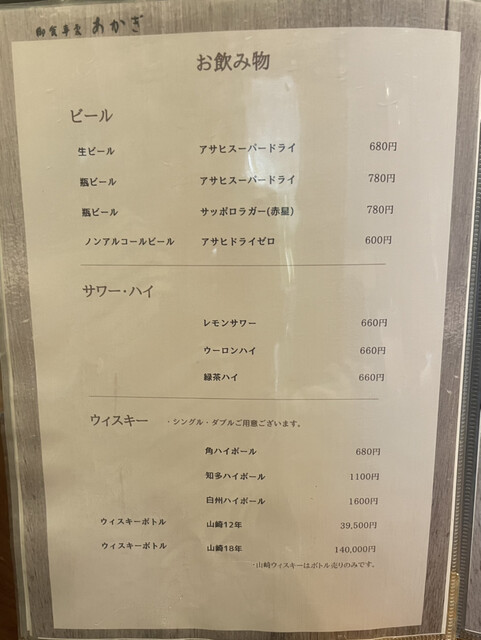 御食事処 あかぎ
お飲み物
ビール
生ビール アサヒスーパードライ 680円
瓶ビール アサヒスーパードライ 780円
瓶ビール サッポロラガー(赤星) 780円
ノンアルコールビール アサヒドライゼロ 600円
サワー・ハイ
レモンサワー 660円
ウーロンハイ 660円
緑茶ハイ 660円
ウィスキー ・シングル・ダブルご用意ございます。
角ハイボール 680円
知多ハイボール 1100円
白州ハイボール 1600円
ウィスキーボトル 山崎12年 39,500円
ウィスキーボトル 山崎18年 140,000円
・山崎ウィスキーはボトル売りのみです。